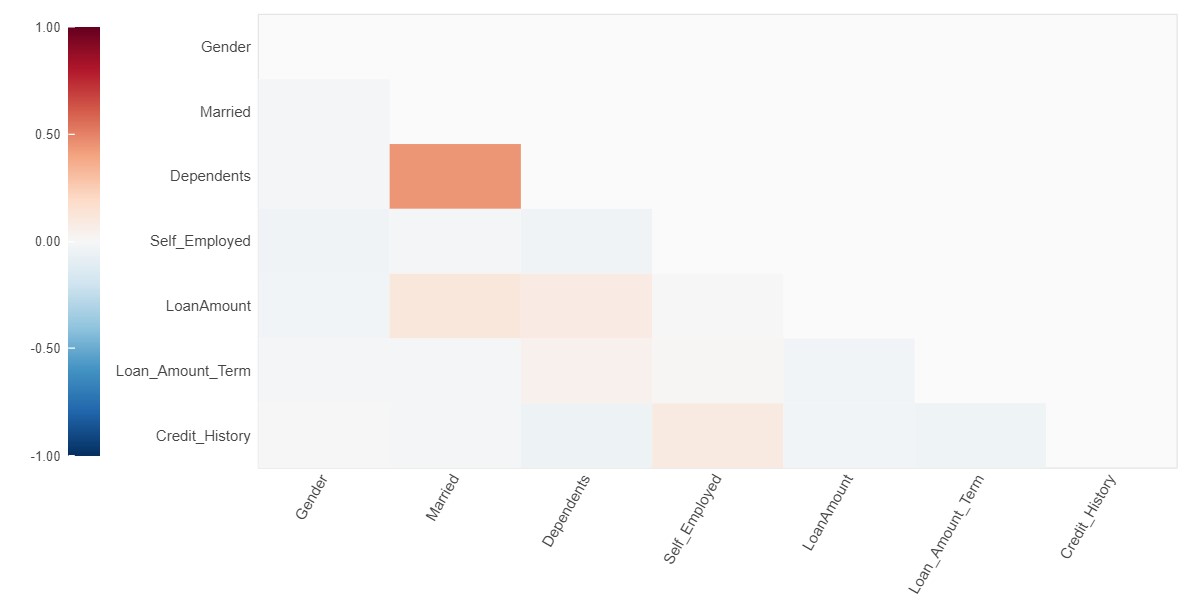 1.00
0.50
0.00
-0.50
-1.00
Gender
Married
Dependents
Self_Employed
LoanAmount
Loan_Amount_Term
Credit_History
Gender
Married
Dependents
Self_Employed
LoanAmount
Loan_Amount_Term
Credit_History